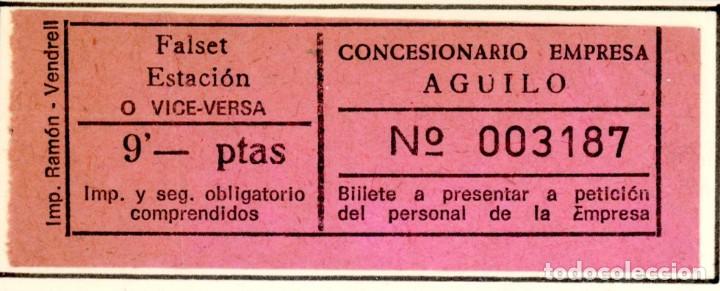 Imp. Ramón - Vendrell
Falset
Estación
O VICE-VERSA
9'— ptas
Imp. y seg. obligatorio
comprendidos
CONCESIONARIO EMPRESA
AGUILO
Nº 003187
Billete a presentar a petición
del personal de la Empresa
todocoleccion